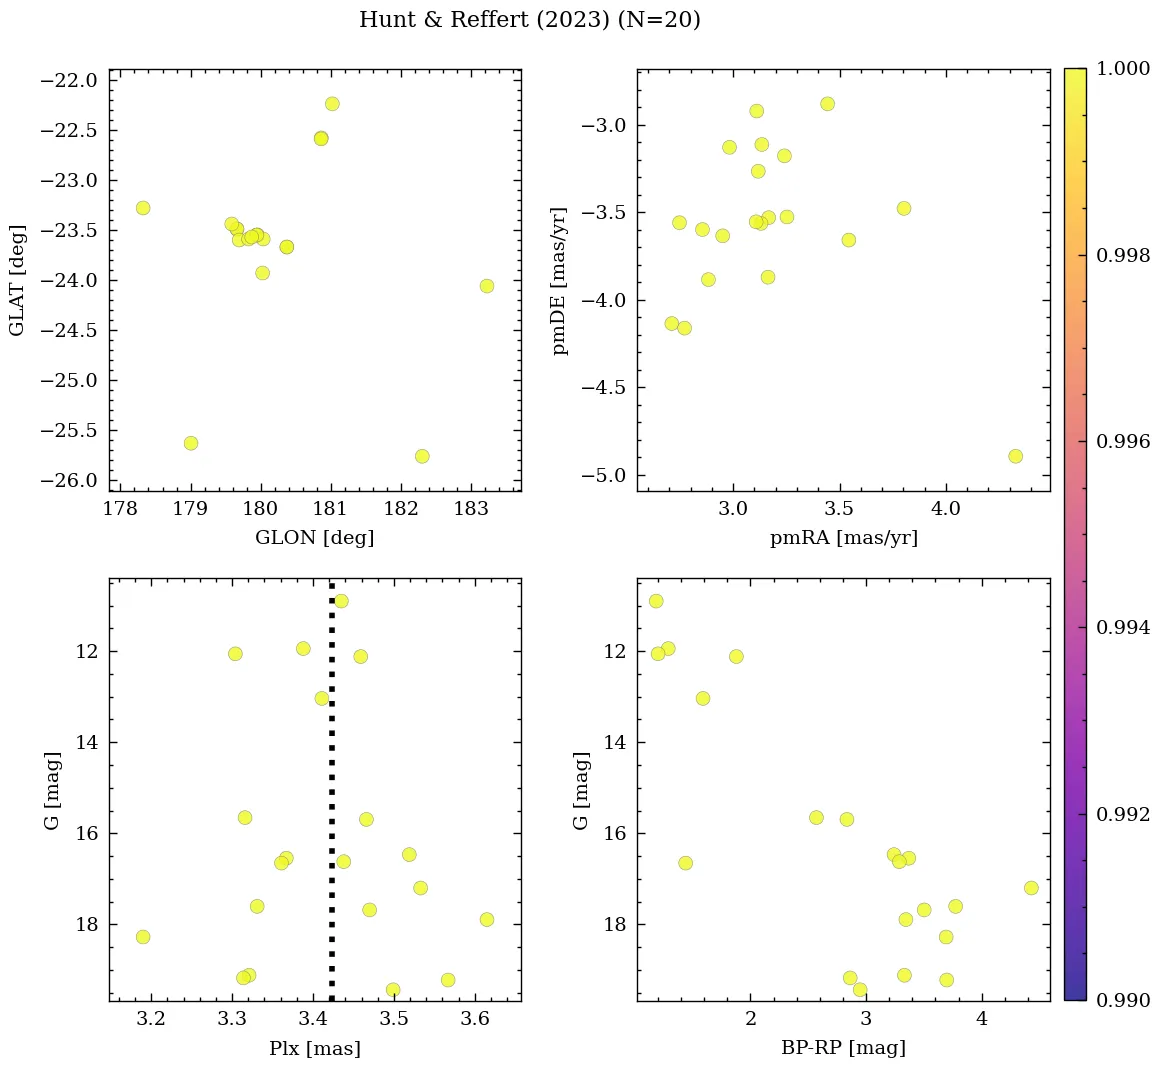 Hunt & Reffert (2023) (N=20)
−22.0
−22.5
−23.0
−23.5
−24.0
−24.5
−25.0
−25.5
−26.0
GLAT [deg]
178 179 180 181 182 183
GLON [deg]
−3.0
−3.5
−4.0
−4.5
−5.0
pmDE [mas/yr]
3.0 3.5 4.0
pmRA [mas/yr]
12
14
16
18
G [mag]
3.2 3.3 3.4 3.5 3.6
Plx [mas]
12
14
16
18
G [mag]
2 3 4
BP-RP [mag]
1.000
0.998
0.996
0.994
0.992
0.990